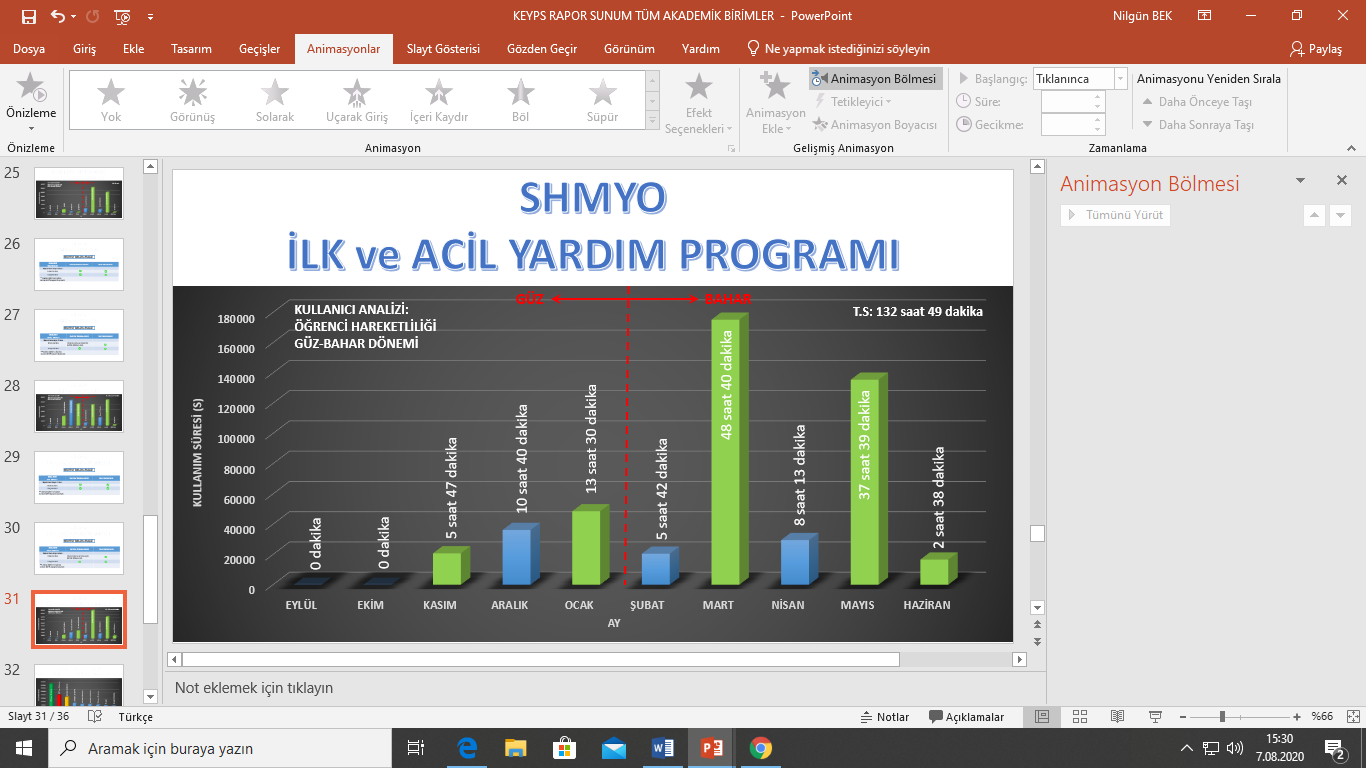 KEYPS RAPOR SUNUM TÜM AKADEMİK BİRİMLER - PowerPoint
Nilgün BEK
Dosya Giriş Ekle Tasarım Geçişler Animasyonlar Slayt Gösterisi Gözden Geçir Görünüm Yardım Ne yapmak istediğinizi söyleyin Paylaş
Önizleme
Yok Görünüş Solarak Uçarak Giriş İçeri Kaydır Böl Süpür
Efekt
Seçenekleri
Animasyon
Ekle
Animasyon Bölmesi
Tetikleyici
Animasyon Boyacısı
Başlangıç: Tıklanınca
Süre:
Gecikme:
Animasyonu Yeniden Sırala
Daha Önceye Taşı
Daha Sonraya Taşı
Önizleme Animasyon Gelişmiş Animasyon Zamanlama
25
26
27
28
29
30
31
32
SHMYO
İLK ve ACİL YARDIM PROGRAMI
GÜZ BAHAR
KULLANICI ANALİZİ:
ÖĞRENCİ HAREKETLİLİĞİ
GÜZ-BAHAR DÖNEMİ
T.S: 132 saat 49 dakika
KULLANIM SÜRESİ (S)
180000
160000
140000
120000
100000
80000
60000
40000
20000
0
0 dakika
0 dakika
5 saat 47 dakika
10 saat 40 dakika
13 saat 30 dakika
5 saat 42 dakika
48 saat 40 dakika
8 saat 13 dakika
37 saat 39 dakika
2 saat 38 dakika
EYLÜL EKİM KASIM ARALIK OCAK ŞUBAT MART NİSAN MAYIS HAZİRAN
AY
Animasyon Bölmesi
Tümünü Yürüt
Not eklemek için tıklayın
Slayt 31 / 36 Türkçe Notlar Açıklamalar %66
Aramak için buraya yazın
15:30
7.08.2020
2